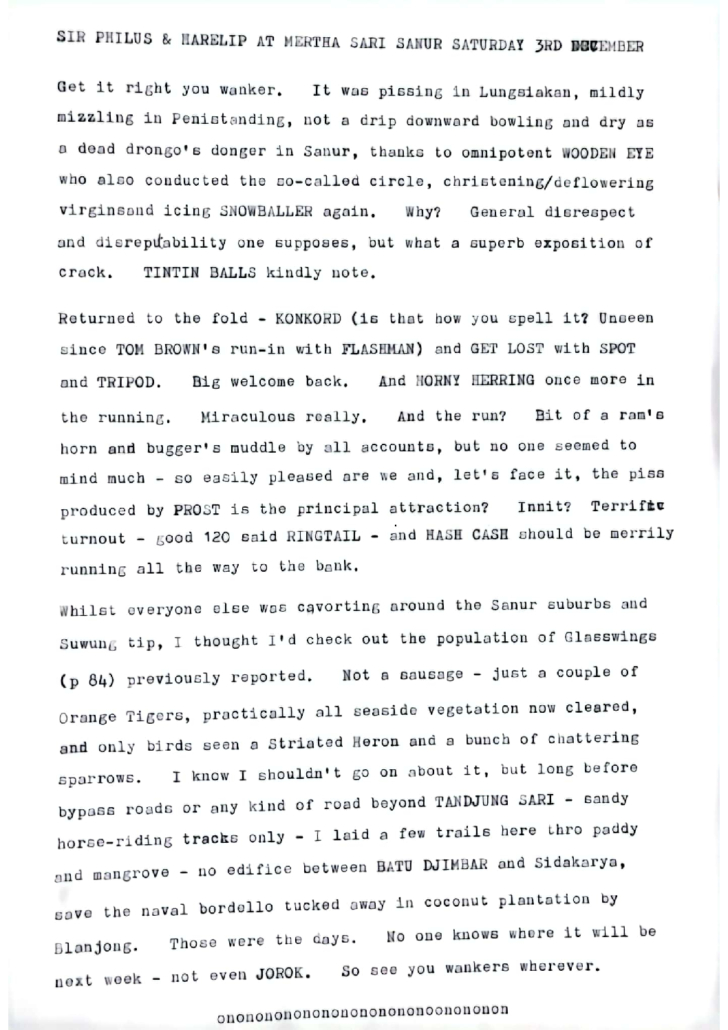 SIR PHILUS & HARELIP AT MERTHA SARI SANUR SATURDAY 3RD DECEMBER
Get it right you wanker. It was pissing in Lungsiakan, mildly
mizzling in Penistanding, not a drip downward bowling and dry as
a dead drongo's donger in Sanur, thanks to omnipotent WOODEN EYE
who also conducted the so-called circle, christening/deflowering
virginsand icing SNOWBALLER again. Why? General disrespect
and disreputability one supposes, but what a superb exposition of
crack. TINTIN BALLS kindly note.
Returned to the fold - KONKORD (is that how you spell it? Unseen
since TOM BROWN's run-in with FLASHMAN) and GET LOST with SPOT
and TRIPOD. Big welcome back. And HORNY HERRING once more in
the running. Miraculous really. And the run? Bit of a ram's
horn and bugger's muddle by all accounts, but no one seemed to
mind much - so easily pleased are we and, let's face it, the piss
produced by PROST is the principal attraction? Innit? Terrific
turnout - good 120 said RINGTAIL - and HASH CASH should be merrily
running all the way to the bank.
Whilst everyone else was cavorting around the Sanur suburbs and
Suwung tip, I thought I'd check out the population of Glasswings
(p 84) previously reported. Not a sausage - just a couple of
Orange Tigers, practically all seaside vegetation now cleared,
and only birds seen a Striated Heron and a bunch of chattering
sparrows. I know I shouldn't go on about it, but long before
bypass roads or any kind of road beyond TANDJUNG SARI - sandy
horse-riding tracks only - I laid a few trails here thro paddy
and mangrove - no edifice between BATU DJIMBAR and Sidakarya,
save the naval bordello tucked away in coconut plantation by
Blanjong. Those were the days. No one knows where it will be
next week - not even JOROK. So see you wankers wherever.
onononononononononononoonononon